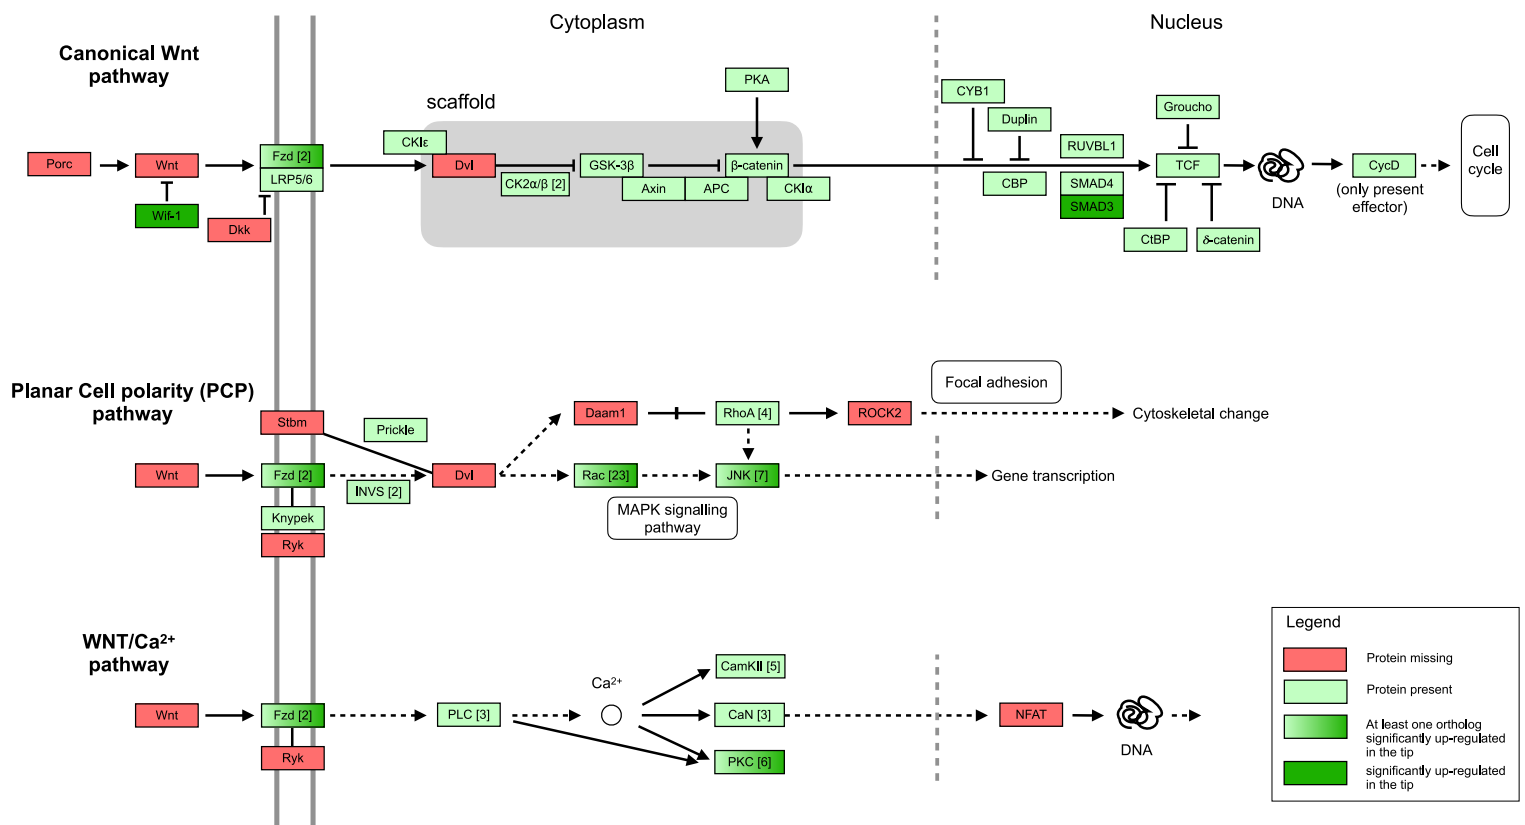 Cytoplasm
Nucleus
Canonical Wnt
pathway
scaffold
PKA
CYB1
Groucho
Duplin
CKIε
RUVBL1
Cell
cycle
Porc
Wnt
Fzd [2]
Dvl
GSK-3β
β-catenin
TCF
CycD
LRP5/6
CK2α/β [2]
Axin
APC
CKIα
CBP
SMAD4
(only present
effector)
SMAD3
DNA
Wif-1
Dkk
CtBP
δ-catenin
Planar Cell polarity (PCP)
pathway
Focal adhesion
Stbm
Prickle
Daam1
RhoA [4]
ROCK2
Cytoskeletal change
Wnt
Fzd [2]
INVS [2]
Dvl
Rac [23]
JNK [7]
Gene transcription
Knypek
Ryk
MAPK signalling
pathway
WNT/Ca2+
pathway
Ca2+
CamKII [5]
Wnt
Fzd [2]
PLC [3]
CaN [3]
NFAT
DNA
Ryk
PKC [6]
Legend
Protein missing
Protein present
At least one ortholog
significantly up-regulated
in the tip
significantly up-regulated
in the tip